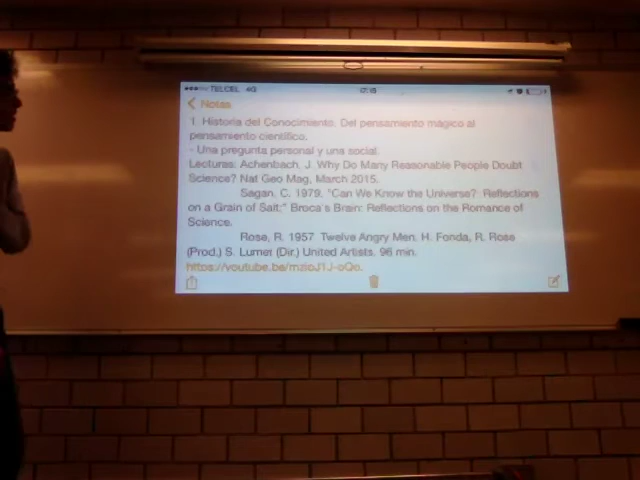 TELCEL 4G 17:15
Notas
1. Historia del Conocimiento. Del pensamiento mágico al
pensamiento científico.
- Una pregunta personal y una social.
Lecturas: Achenbach, J. Why Do Many Reasonable People Doubt
Science? Nat Geo Mag, March 2015.
Sagan, C. 1979. "Can We Know the Universe?: Reflections
on a Grain of Salt;" Broca's Brain: Reflections on the Romance of
Science.
Rose, R. 1957 Twelve Angry Men. H. Fonda, R. Rose
(Prod.) S. Lumet (Dir.) United Artists. 96 min.